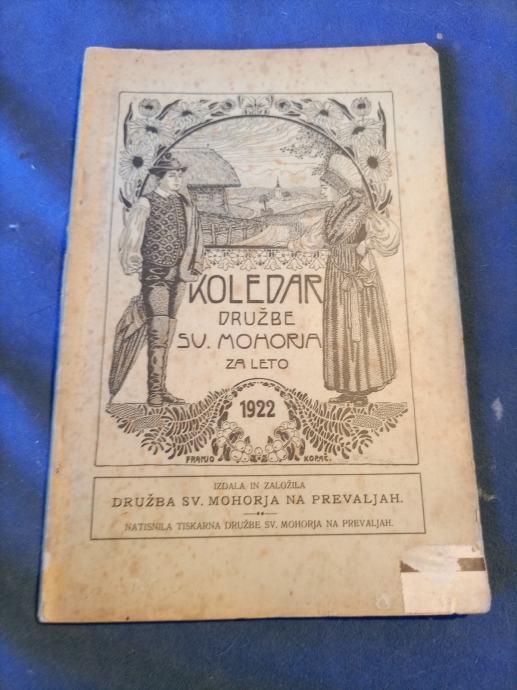 KOLEDAR
DRUŽBE
SV. MOHORJA
ZA LETO
1922
FRANJO KOPAČ.
IZDALA IN ZALOŽILA
DRUŽBA SV. MOHORJA NA PREVALJAH.
NATISNILA TISKARNA DRUŽBE SV. MOHORJA NA PREVALJAH.